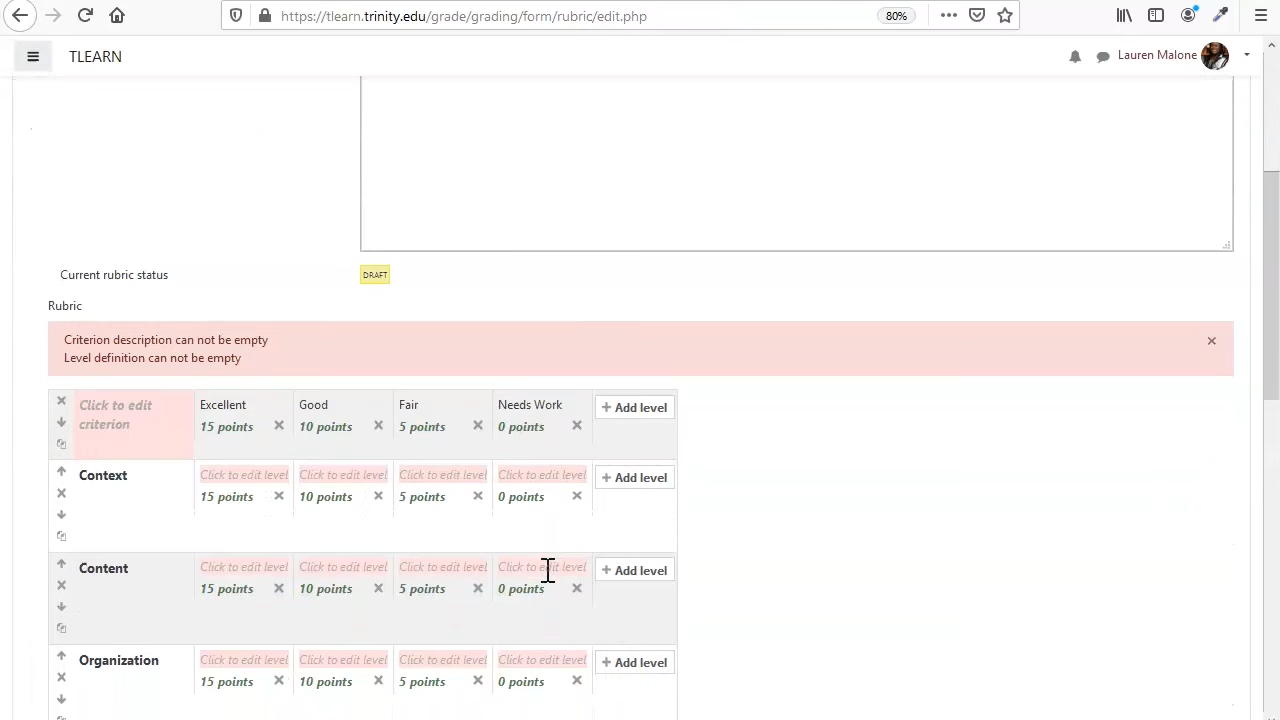 https://tlearn.trinity.edu/grade/grading/form/rubric/edit.php
80%
TLEARN
Lauren Malone
Current rubric status
DRAFT
Rubric
Criterion description can not be empty
Level definition can not be empty
Click to edit criterion
Excellent
15 points
Good
10 points
Fair
5 points
Needs Work
0 points
+ Add level
Context
Click to edit level
15 points
Click to edit level
10 points
Click to edit level
5 points
Click to edit level
0 points
+ Add level
Content
Click to edit level
15 points
Click to edit level
10 points
Click to edit level
5 points
Click to edit level
0 points
+ Add level
Organization
Click to edit level
15 points
Click to edit level
10 points
Click to edit level
5 points
Click to edit level
0 points
+ Add level